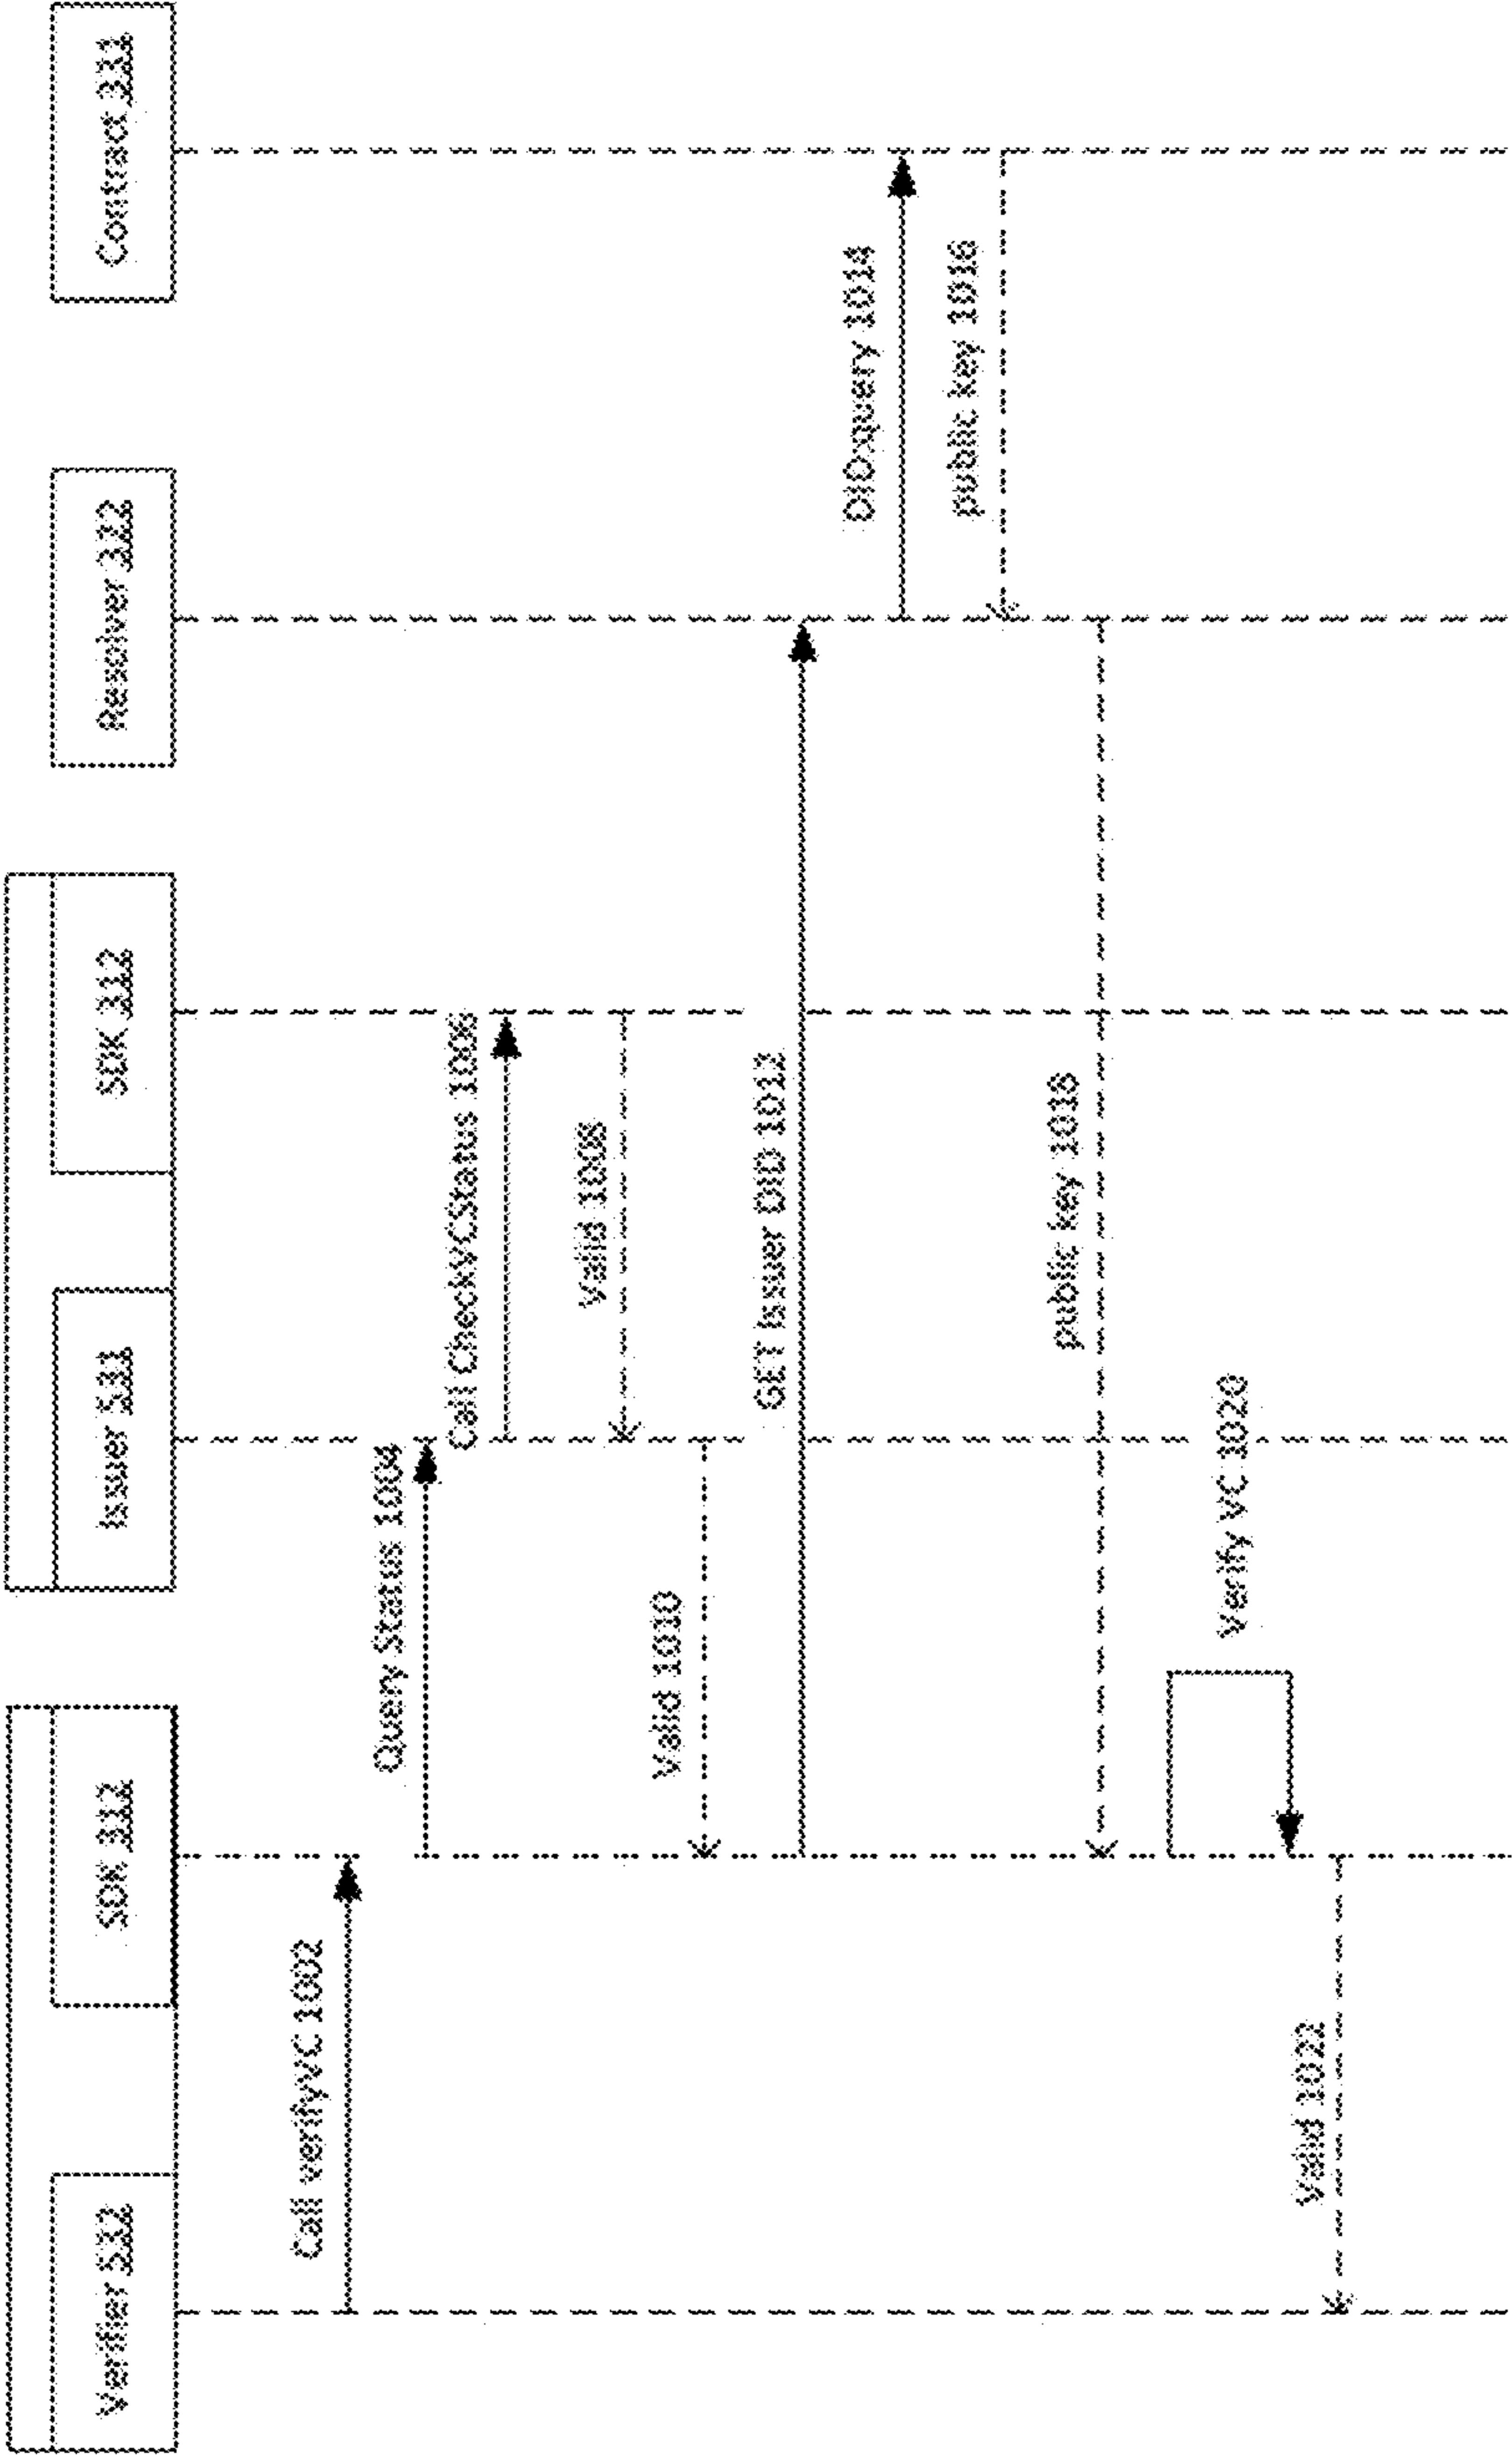 Verifier 532
SDK 312
Issuer 531
SDK 312
Resolver 322
Contract 331
Call verifyVC 1002
Query Status 1004
Call CheckVCStatus 1006
Valid 1008
Valid 1010
GET Issuer DID 1012
DIDquery 1014
public key 1016
public key 1018
Verify VC 1020
Valid 1022